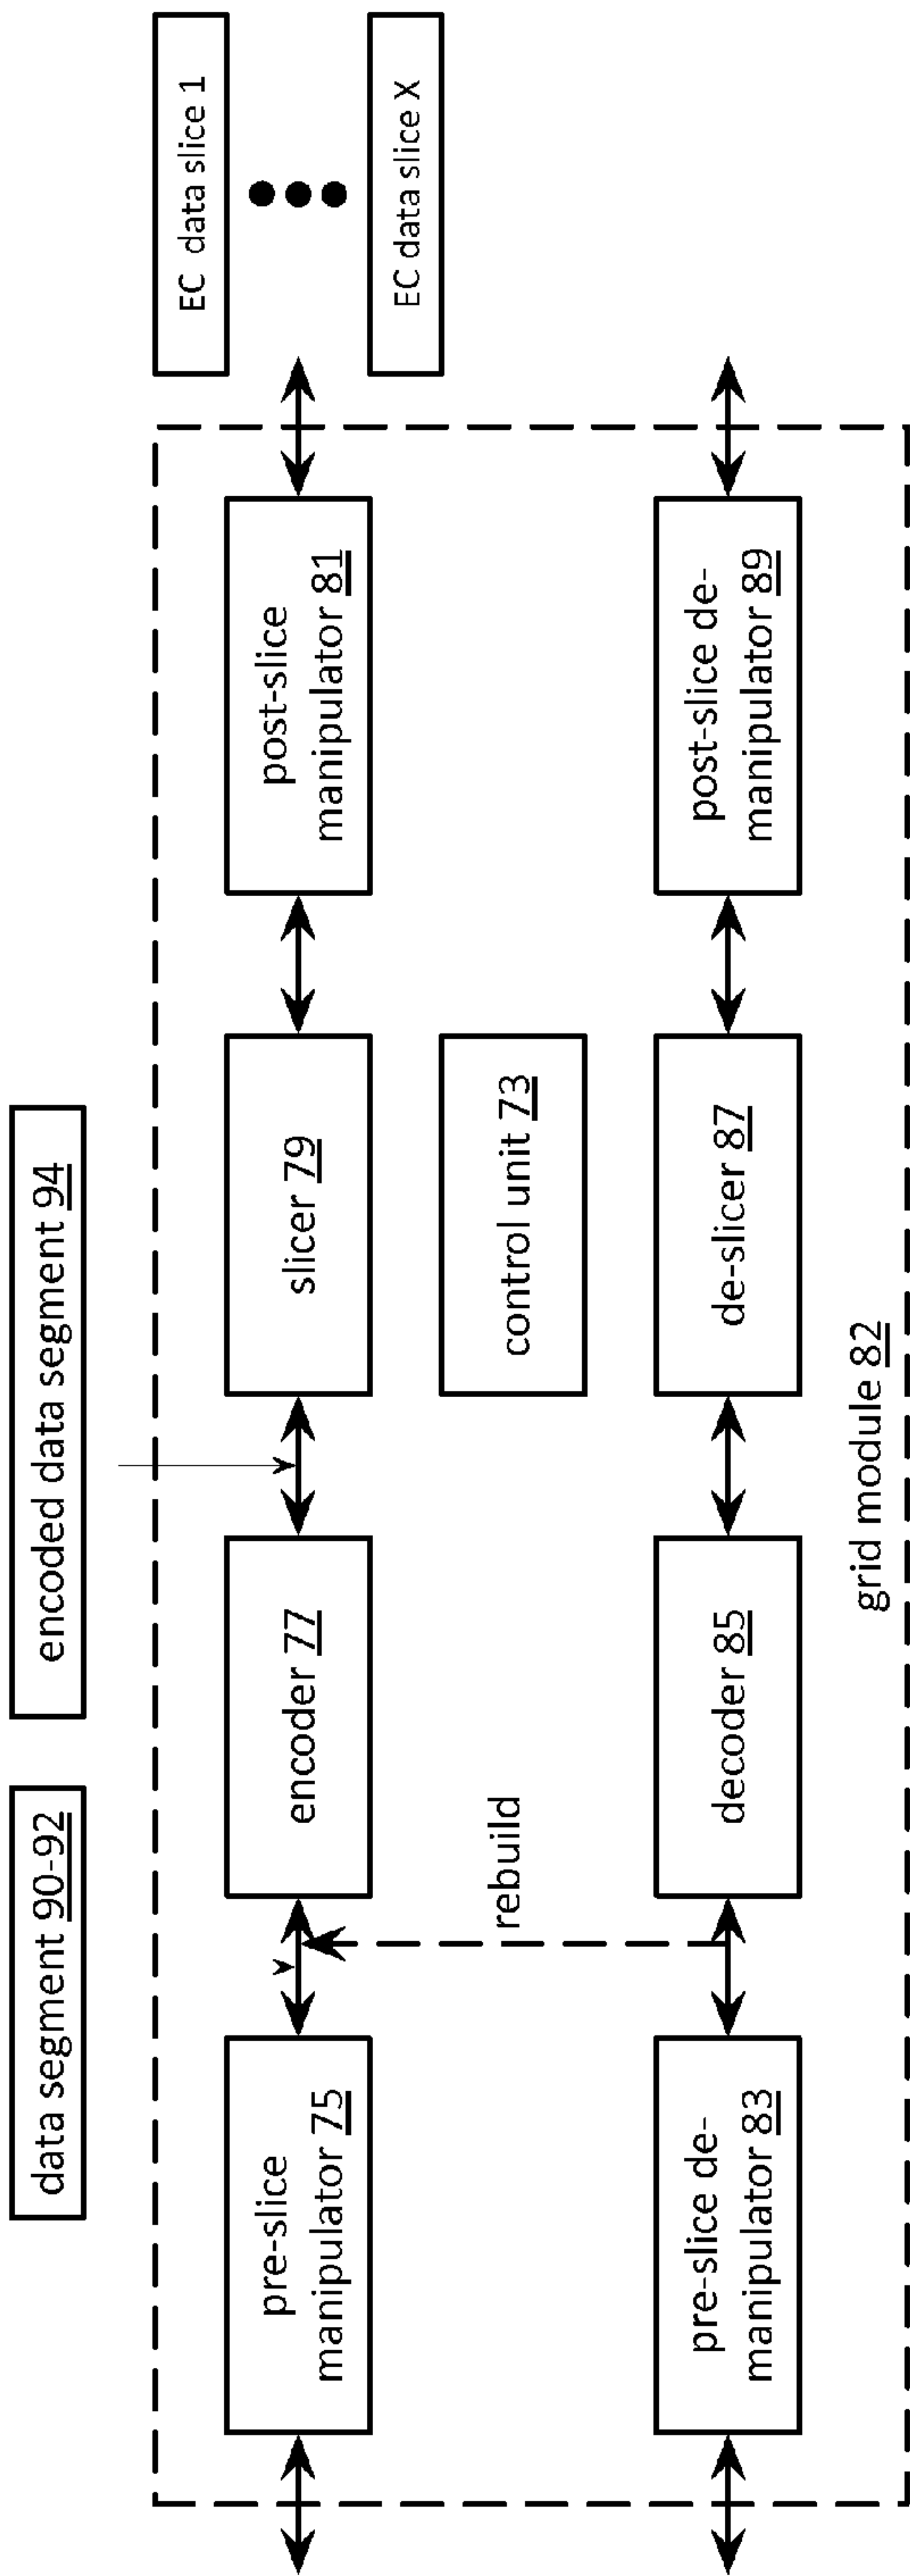 data segment 90-92
encoded data segment 94
pre-slice
manipulator 75
encoder 77
slicer 79
post-slice
manipulator 81
EC data slice 1
EC data slice X
rebuild
control unit 73
pre-slice de-
manipulator 83
decoder 85
de-slicer 87
post-slice de-
manipulator 89
grid module 82